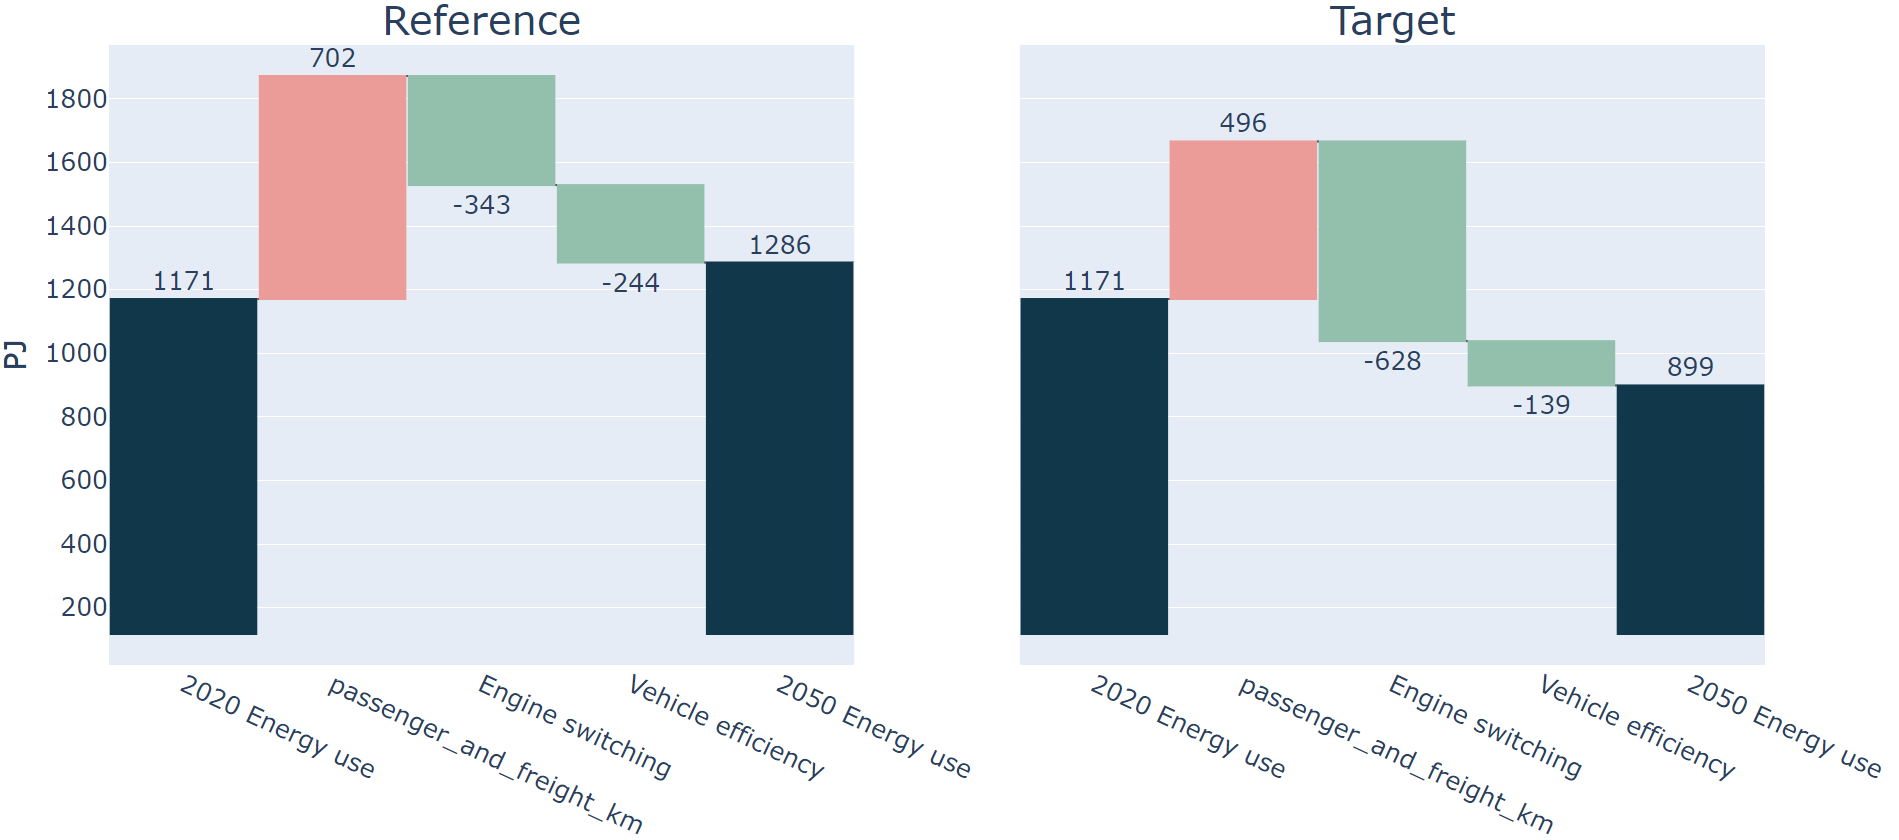 Reference
Target
PJ
1800
1600
1400
1200
1000
800
600
400
200
1171
702
-343
-244
1286
2020 Energy use
passenger_and_freight_km
Engine switching
Vehicle efficiency
2050 Energy use
1171
496
-628
-139
899
2020 Energy use
passenger_and_freight_km
Engine switching
Vehicle efficiency
2050 Energy use